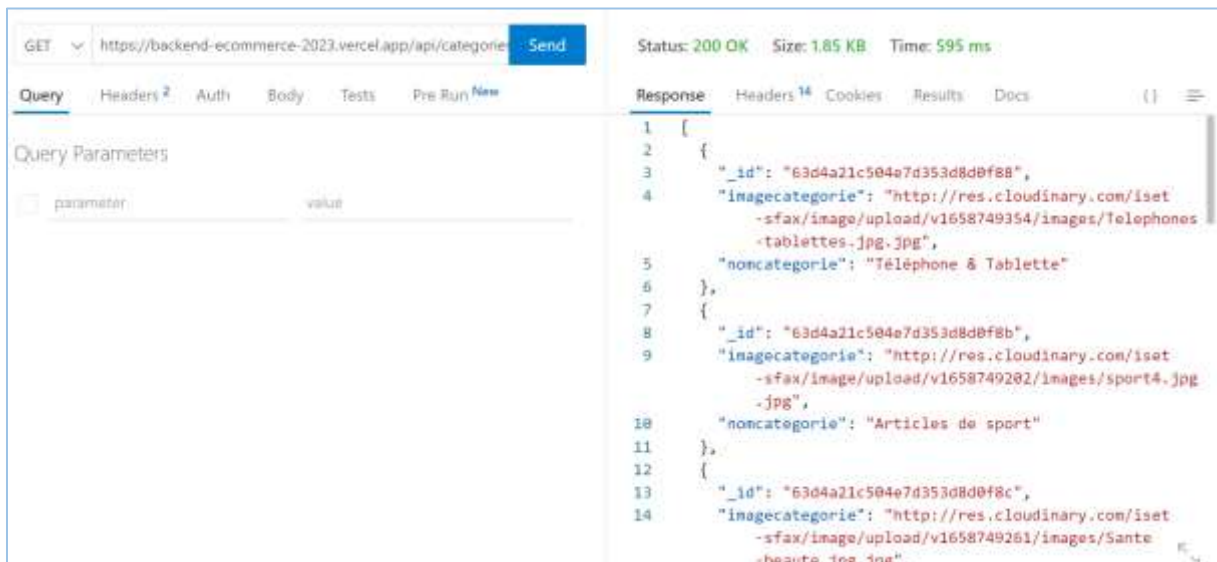 GET https://backend-ecommerce-2023.vercel.app/api/categorie Send
Query Headers 2 Auth Body Tests Pre Run New
Query Parameters
parameter value
Status: 200 OK Size: 1.85 KB Time: 595 ms
Response Headers 14 Cookies Results Docs { }
1 [
2 {
3 "_id": "63d4a21c504e7d353d8d0f88",
4 "imagecategorie": "http://res.cloudinary.com/iset
-sfax/image/upload/v1658749354/images/Telephones
-tablettes.jpg.jpg",
5 "nomcategorie": "Téléphone & Tablette"
6 },
7 {
8 "_id": "63d4a21c504e7d353d8d0f8b",
9 "imagecategorie": "http://res.cloudinary.com/iset
-sfax/image/upload/v1658749202/images/sport4.jpg
.jpg",
10 "nomcategorie": "Articles de sport"
11 },
12 {
13 "_id": "63d4a21c504e7d353d8d0f8c",
14 "imagecategorie": "http://res.cloudinary.com/iset
-sfax/image/upload/v1658749261/images/Sante
-beaute.jpg.jpg"